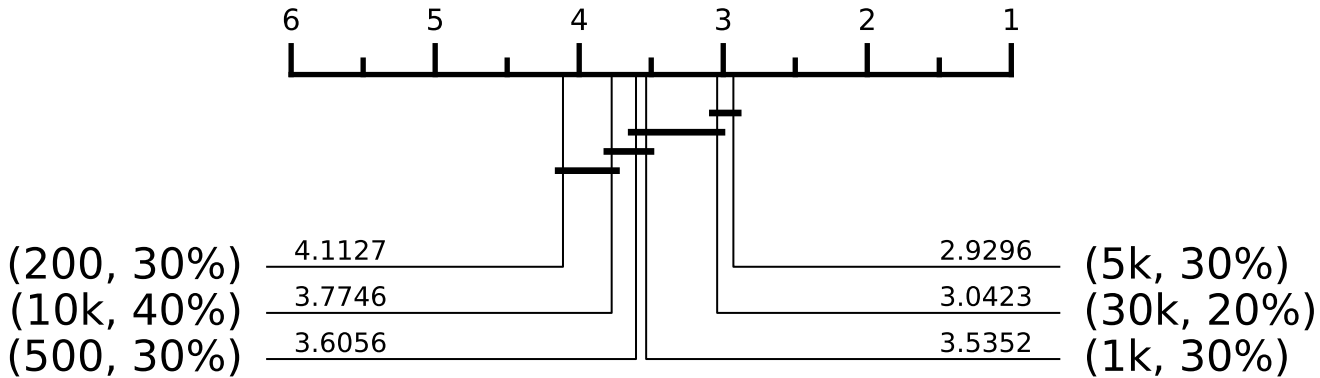 6 5 4 3 2 1
(200, 30%) 4.1127 2.9296 (5k, 30%)
(10k, 40%) 3.7746 3.0423 (30k, 20%)
(500, 30%) 3.6056 3.5352 (1k, 30%)